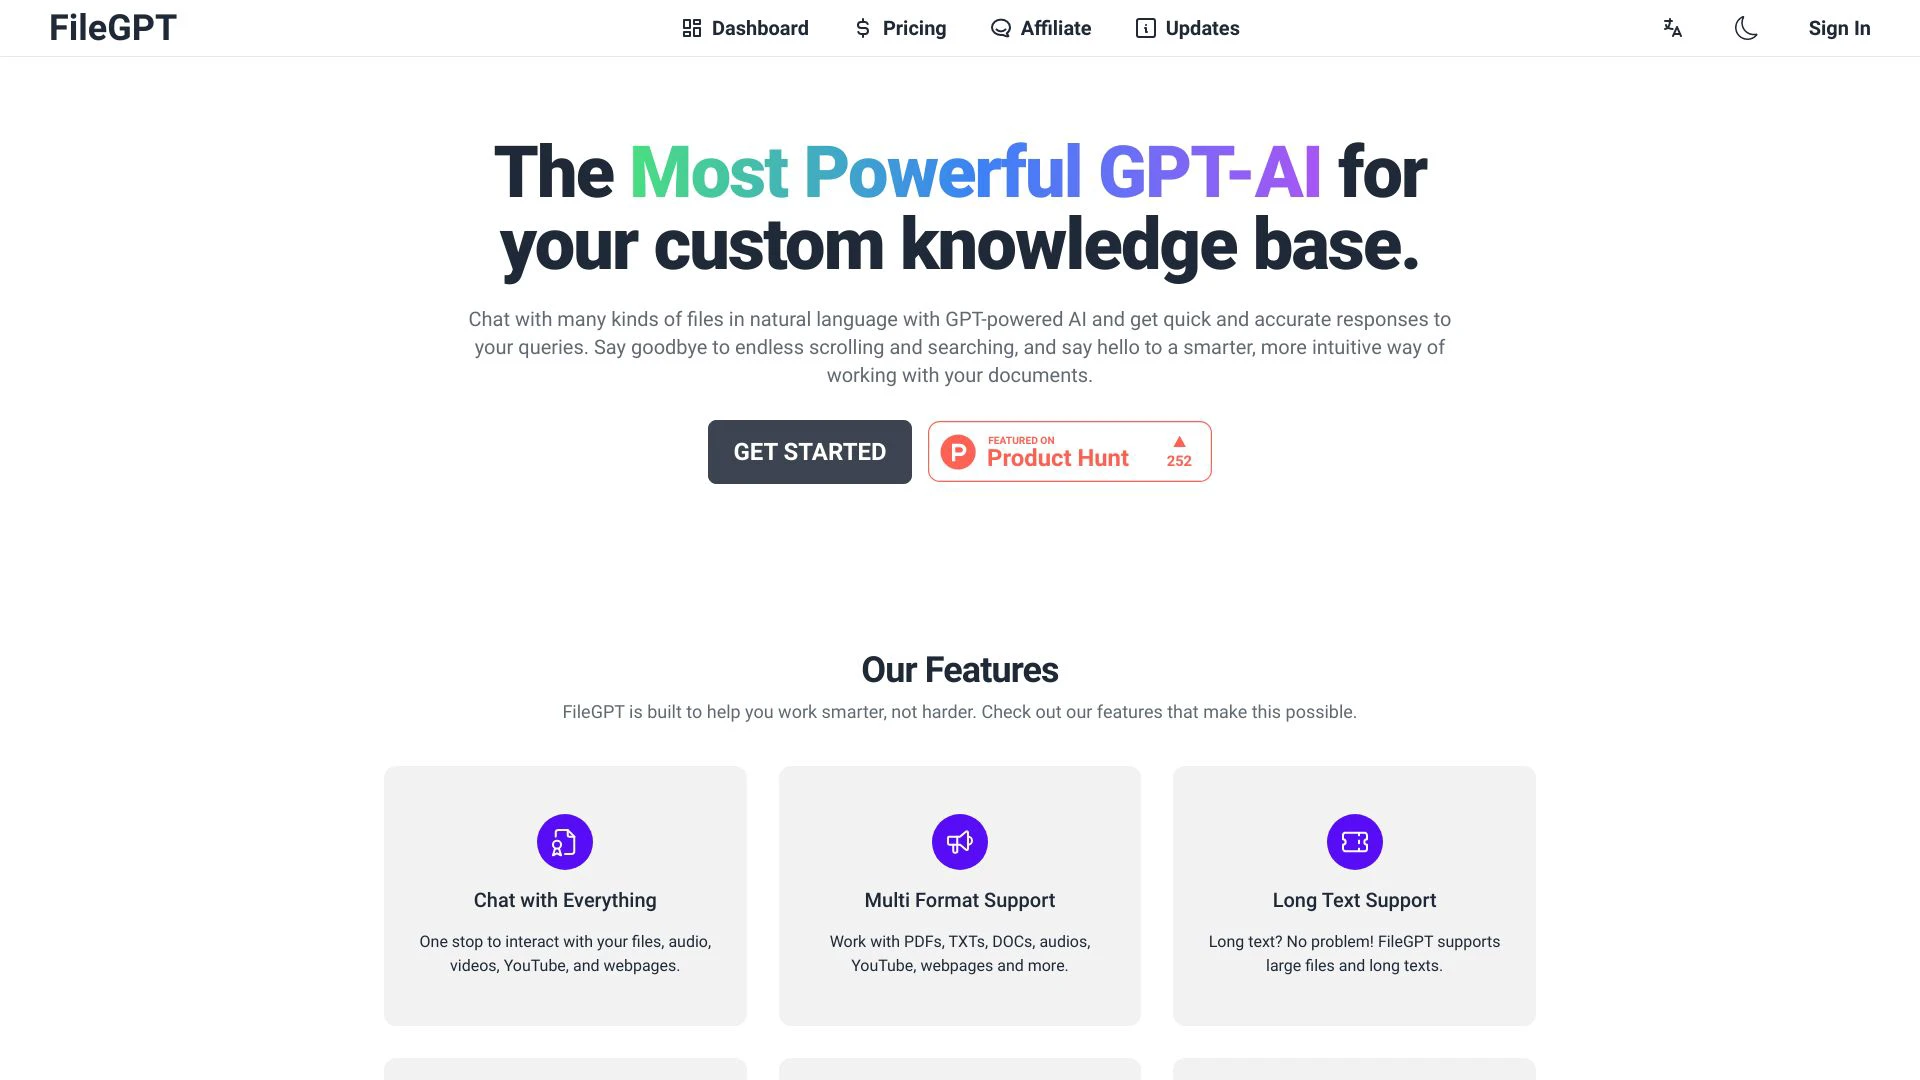 FileGPT
Dashboard
Pricing
Affiliate
Updates
Sign In
The Most Powerful GPT-AI for
your custom knowledge base.
Chat with many kinds of files in natural language with GPT-powered AI and get quick and accurate responses to
your queries. Say goodbye to endless scrolling and searching, and say hello to a smarter, more intuitive way of
working with your documents.
GET STARTED
P
FEATURED ON
Product Hunt
252
Our Features
FileGPT is built to help you work smarter, not harder. Check out our features that make this possible.
Chat with Everything
One stop to interact with your files, audio,
videos, YouTube, and webpages.
Multi Format Support
Work with PDFs, TXTs, DOCs, audios,
YouTube, webpages and more.
Long Text Support
Long text? No problem! FileGPT supports
large files and long texts.